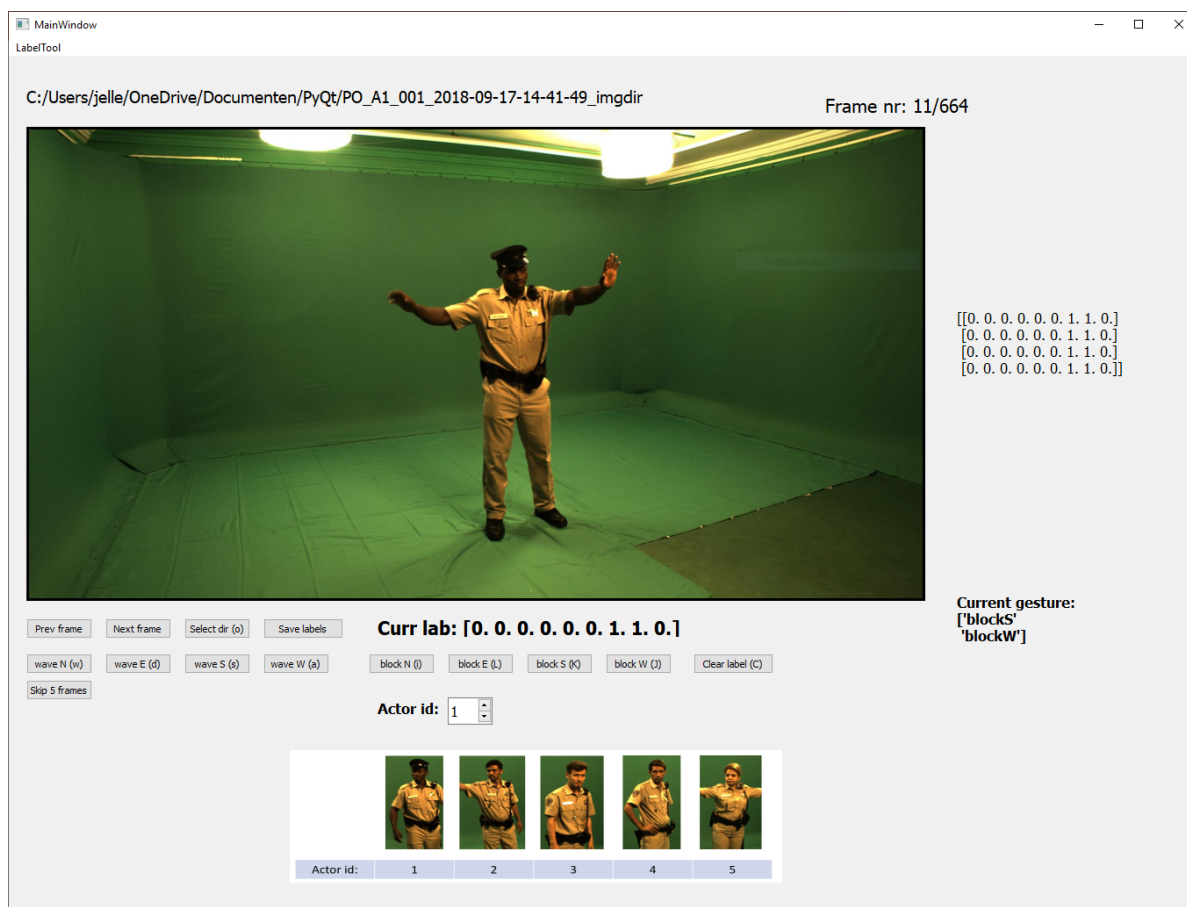 MainWindow
LabelTool
C:/Users/jelle/OneDrive/Documenten/PyQt/PO_A1_001_2018-09-17-14-41-49_imgdir
Frame nr: 11/664
[[0. 0. 0. 0. 0. 0. 1. 1. 0.]
[0. 0. 0. 0. 0. 0. 1. 1. 0.]
[0. 0. 0. 0. 0. 0. 1. 1. 0.]
[0. 0. 0. 0. 0. 0. 1. 1. 0.]]
Current gesture:
['blockS'
'blockW']
Prev frame Next frame Select dir (o) Save labels Curr lab: [0. 0. 0. 0. 0. 0. 1. 1. 0.]
wave N (w) wave E (d) wave S (s) wave W (a) block N (i) block E (L) block S (K) block W (J) Clear label (C)
Skip 5 frames
Actor id: 1
Actor id: 1 2 3 4 5